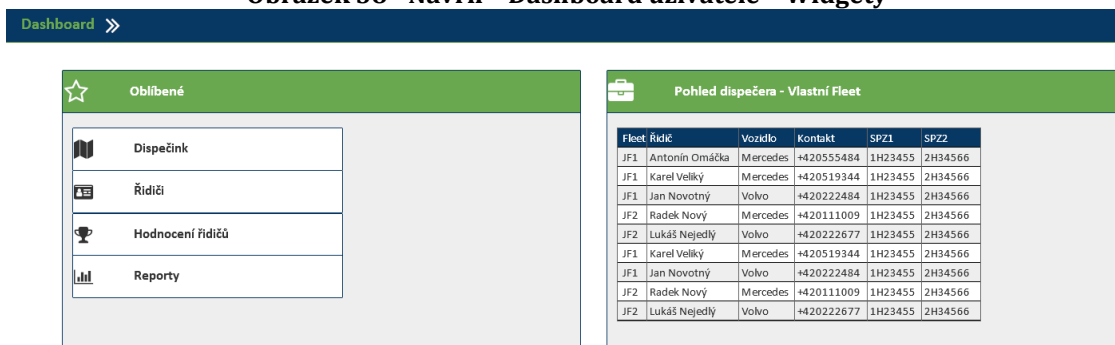 Dashboard
Oblíbené
Dispečink
Řidiči
Hodnocení řidičů
Reporty
Pohled dispečera - Vlastní Fleet
Fleet Řidič Vozidlo Kontakt SPZ1 SPZ2
JF1 Antonín Omáčka Mercedes +420555484 1H23455 2H34566
JF1 Karel Veliký Mercedes +420519344 1H23455 2H34566
JF1 Jan Novotný Volvo +420222484 1H23455 2H34566
JF2 Radek Nový Mercedes +420111009 1H23455 2H34566
JF2 Lukáš Nejedlý Volvo +420222677 1H23455 2H34566
JF1 Karel Veliký Mercedes +420519344 1H23455 2H34566
JF1 Jan Novotný Volvo +420222484 1H23455 2H34566
JF2 Radek Nový Mercedes +420111009 1H23455 2H34566
JF2 Lukáš Nejedlý Volvo +420222677 1H23455 2H34566